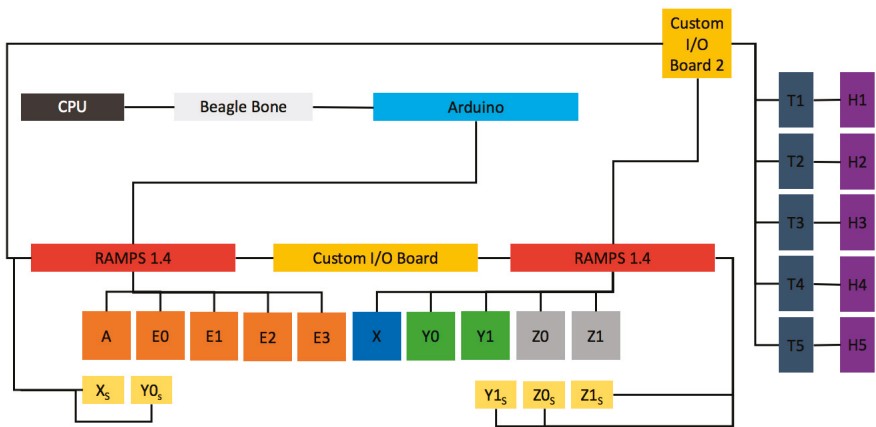 Custom
I/O
Board 2
CPU
Beagle Bone
Arduino
T1
H1
T2
H2
T3
H3
T4
H4
T5
H5
RAMPS 1.4
Custom I/O Board
RAMPS 1.4
A
E0
E1
E2
E3
X
Y0
Y1
Z0
Z1
Xs
Y0s
Y1s
Z0s
Z1s